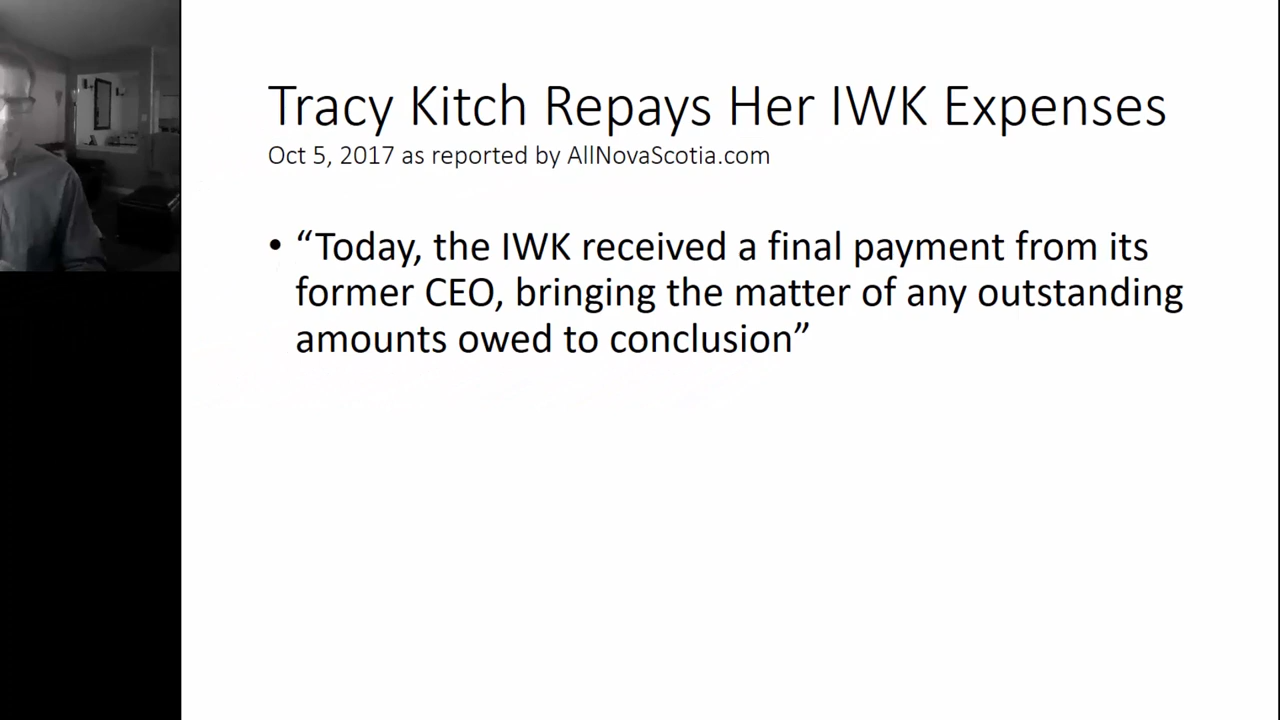 Tracy Kitch Repays Her IWK Expenses
Oct 5, 2017 as reported by AllNovaScotia.com
• “Today, the IWK received a final payment from its
former CEO, bringing the matter of any outstanding
amounts owed to conclusion”